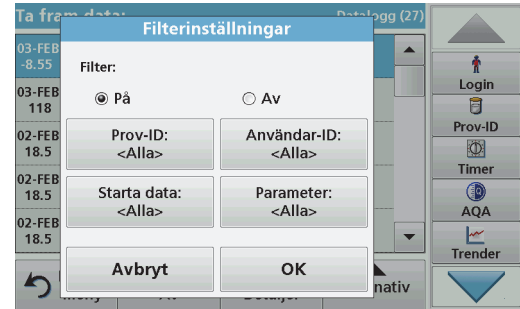 Ta fram data:
Datalogg (27)
Filterinställningar
03-FEB
-8.55
Filter:
På
Av
03-FEB
118
Prov-ID:
<Alla>
Användar-ID:
<Alla>
02-FEB
18.5
02-FEB
18.5
Starta data:
<Alla>
Parameter:
<Alla>
02-FEB
18.5
Avbryt
OK
Meny
Detaljer
Login
Prov-ID
Timer
AQA
Trender